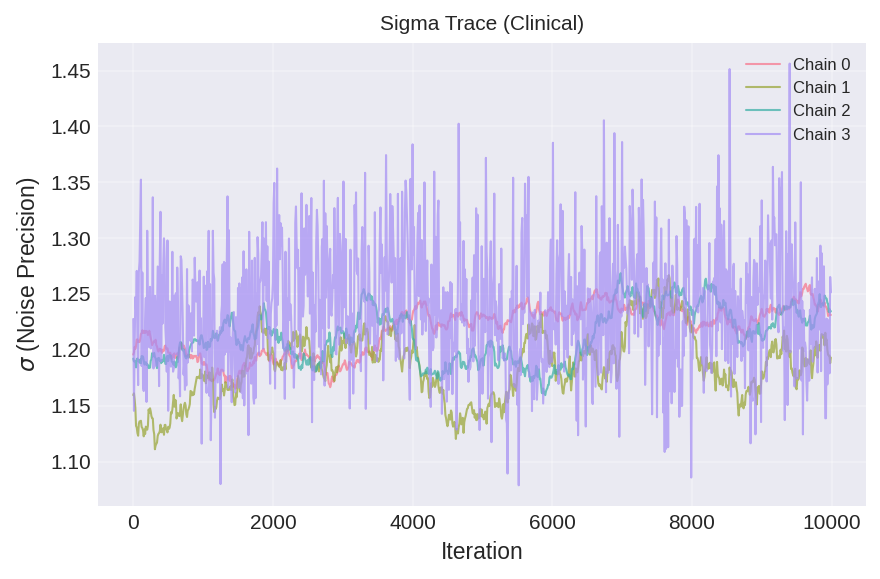 Sigma Trace (Clinical)
σ (Noise Precision)
1.45
1.40
1.35
1.30
1.25
1.20
1.15
1.10
Chain 0
Chain 1
Chain 2
Chain 3
0
2000
4000
6000
8000
10000
Iteration